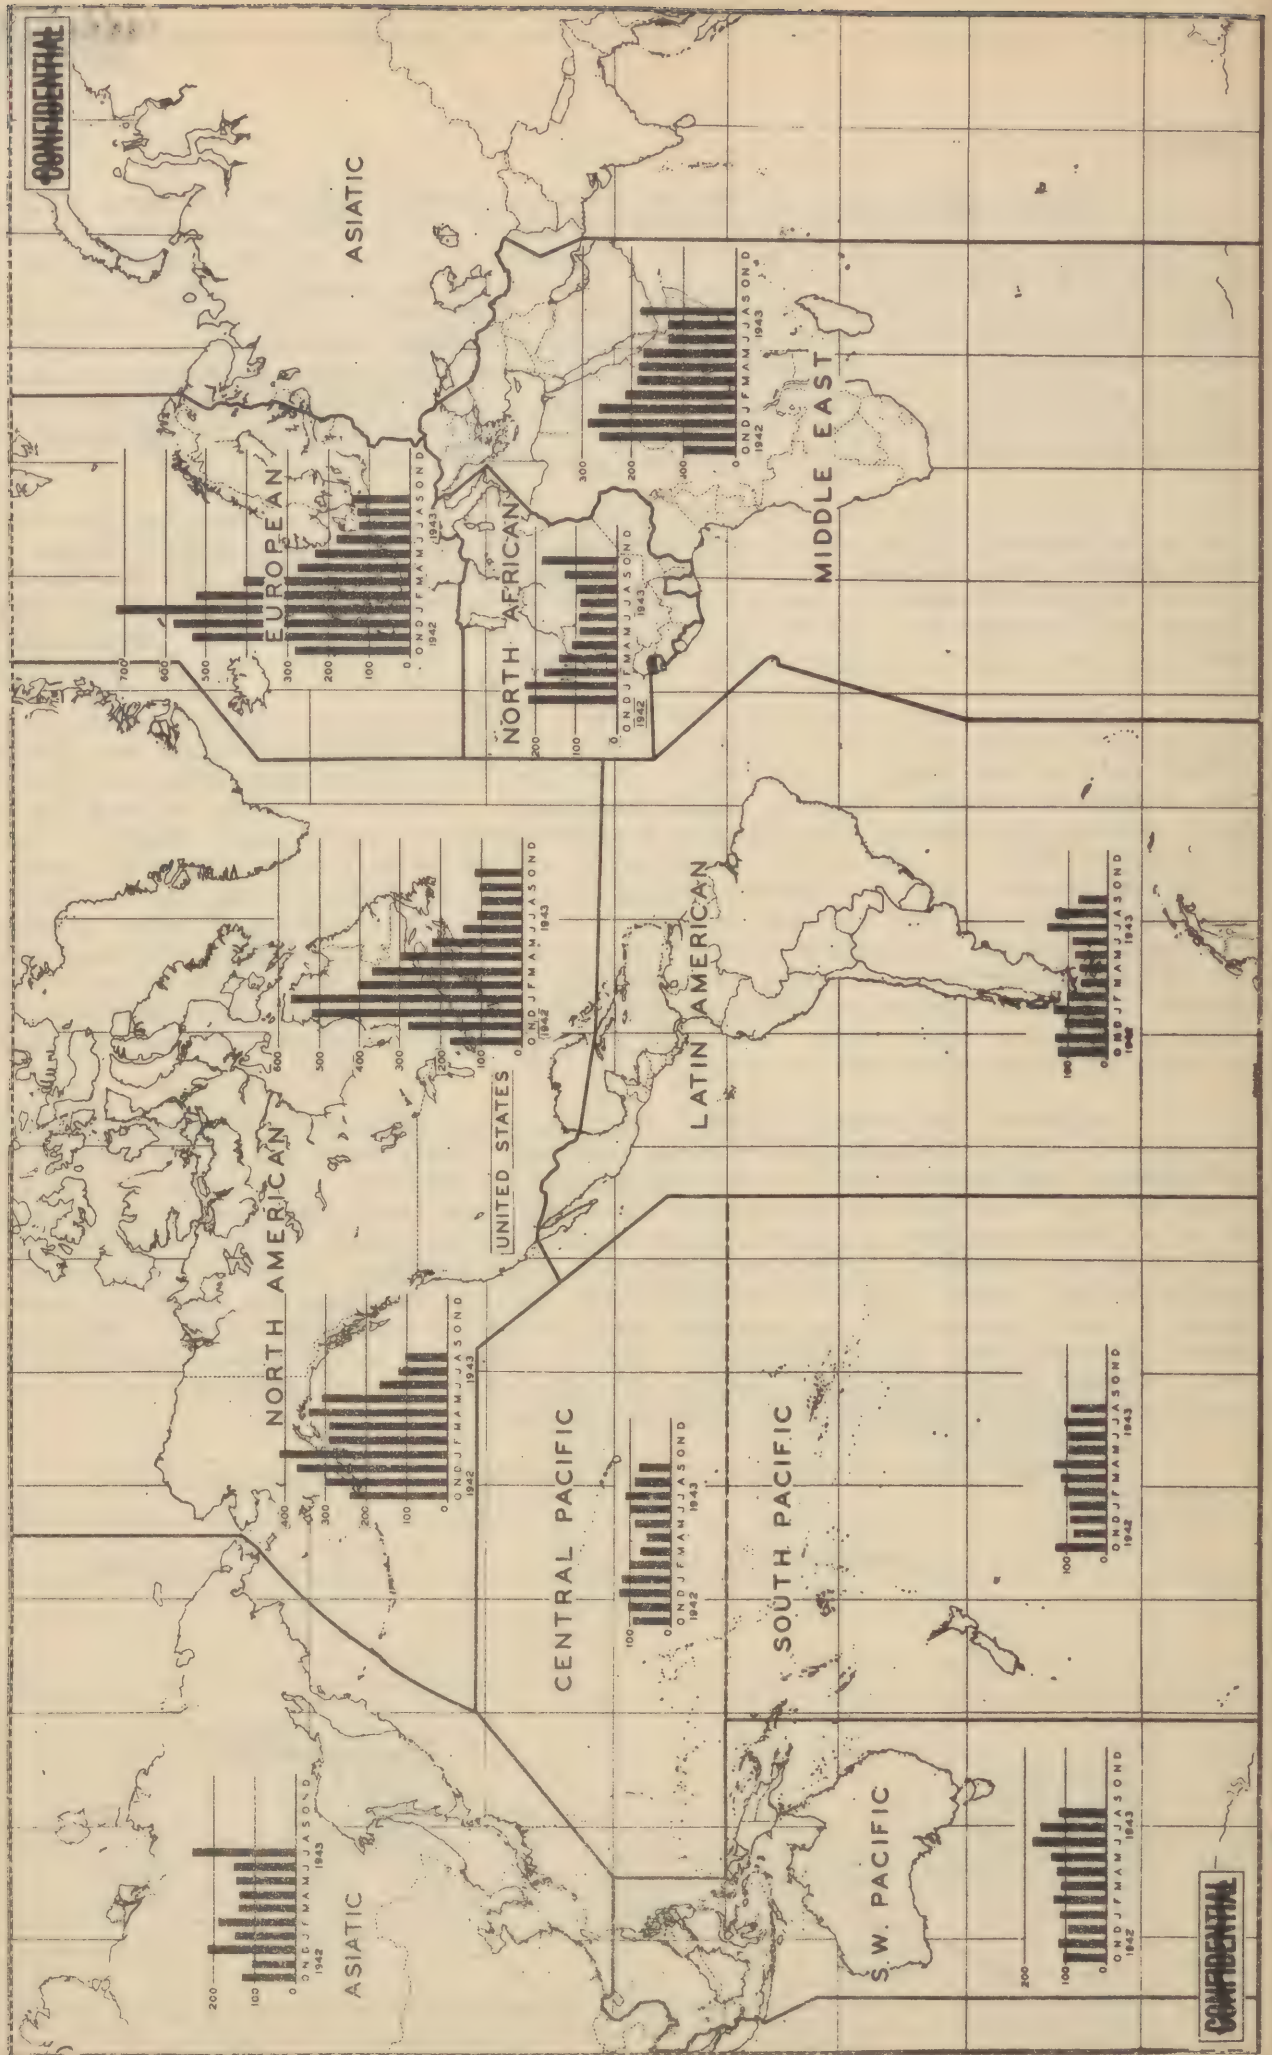 CONFIDENTIAL
ASIATIC
EUROPEAN
700
600
500
300
200
100
0
O N D J F M A M J J A S O N D
1942 1943
NORTH AFRICAN
200
100
0
O N D J F M A M J J A S O N D
1942 1943
MIDDLE EAST
300
200
100
0
O N D J F M A M J J A S O N D
1942 1943
NORTH AMERICAN
400
300
200
100
0
O N D J F M A M J J A S O N D
1942 1943
UNITED STATES
600
500
400
300
200
100
0
O N D J F M A M J J A S O N D
1942 1943
LATIN AMERICAN
100
0
O N D J F M A M J J A S O N D
1942 1943
ASIATIC
200
100
0
O N D J F M A M J J A S O N D
1942 1943
CENTRAL PACIFIC
100
0
O N D J F M A M J J A S O N D
1942 1943
SOUTH PACIFIC
100
0
O N D J F M A M J J A S O N D
1942 1943
S.W. PACIFIC
200
100
0
O N D J F M A M J J A S O N D
1942 1943
CONFIDENTIAL